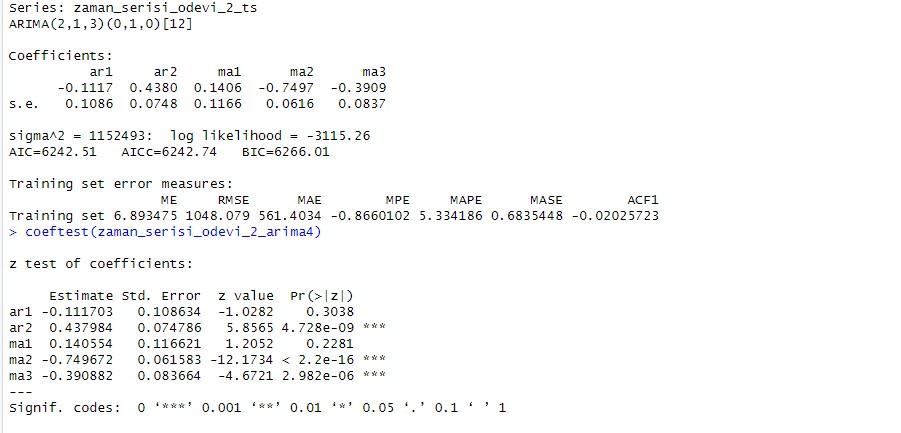 Series: zaman_serisi_odevi_2_ts
ARIMA(2,1,3)(0,1,0)[12]
Coefficients:
ar1 ar2 ma1 ma2 ma3
-0.1117 0.4380 0.1406 -0.7497 -0.3909
s.e. 0.1086 0.0748 0.1166 0.0616 0.0837
sigma^2 = 1152493: log likelihood = -3115.26
AIC=6242.51 AICc=6242.74 BIC=6266.01
Training set error measures:
ME RMSE MAE MPE MAPE MASE ACF1
Training set 6.893475 1048.079 561.4034 -0.8660102 5.334186 0.6835448 -0.02025723
> coeftest(zaman_serisi_odevi_2_arima4)
z test of coefficients:
Estimate Std. Error z value Pr(>|z|)
ar1 -0.111703 0.108634 -1.0282 0.3038
ar2 0.437984 0.074786 5.8565 4.728e-09 ***
ma1 0.140554 0.116621 1.2052 0.2281
ma2 -0.749672 0.061583 -12.1734 < 2.2e-16 ***
ma3 -0.390882 0.083664 -4.6721 2.982e-06 ***
---
Signif. codes: 0 ‘***’ 0.001 ‘**’ 0.01 ‘*’ 0.05 ‘.’ 0.1 ‘ ’ 1